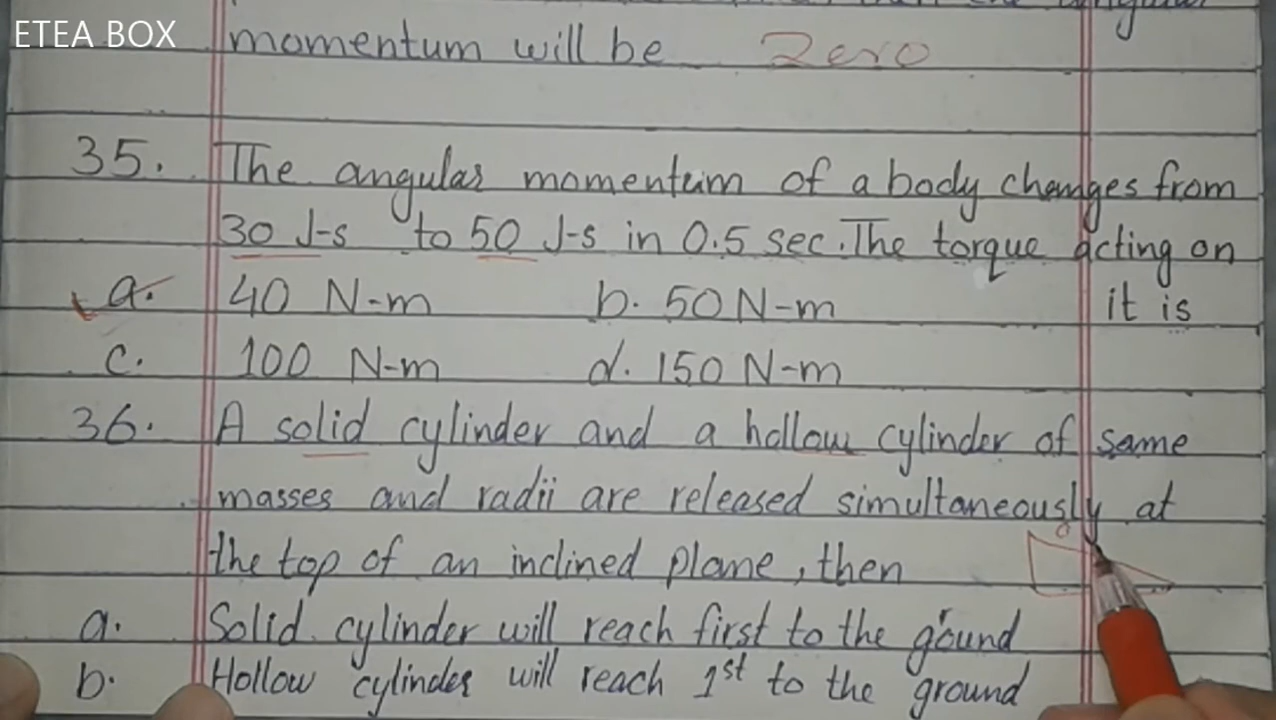 ETEA BOX
angular
momentum will be Zero
35. The angular momentum of a body changes from
30 J-s to 50 J-s in 0.5 sec. The torque acting on
a. 40 N-m b. 50 N-m it is
c. 100 N-m d. 150 N-m
36. A solid cylinder and a hollow cylinder of same
masses and radii are released simultaneously at
the top of an inclined plane, then
a. Solid cylinder will reach first to the gound
b. Hollow cylinder will reach 1st to the ground